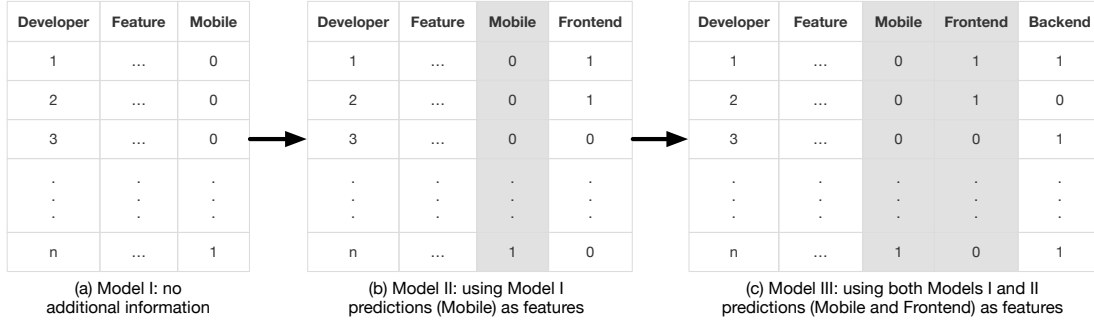 Developer Feature Mobile
1 ... 0
2 ... 0
3 ... 0
. . .
. . .
. . .
n ... 1
(a) Model I: no
additional information
Developer Feature Mobile Frontend
1 ... 0 1
2 ... 0 1
3 ... 0 0
. . . .
. . . .
. . . .
n ... 1 0
(b) Model II: using Model I
predictions (Mobile) as features
Developer Feature Mobile Frontend Backend
1 ... 0 1 1
2 ... 0 1 0
3 ... 0 0 1
. . . . .
. . . . .
. . . . .
n ... 1 0 1
(c) Model III: using both Models I and II
predictions (Mobile and Frontend) as features